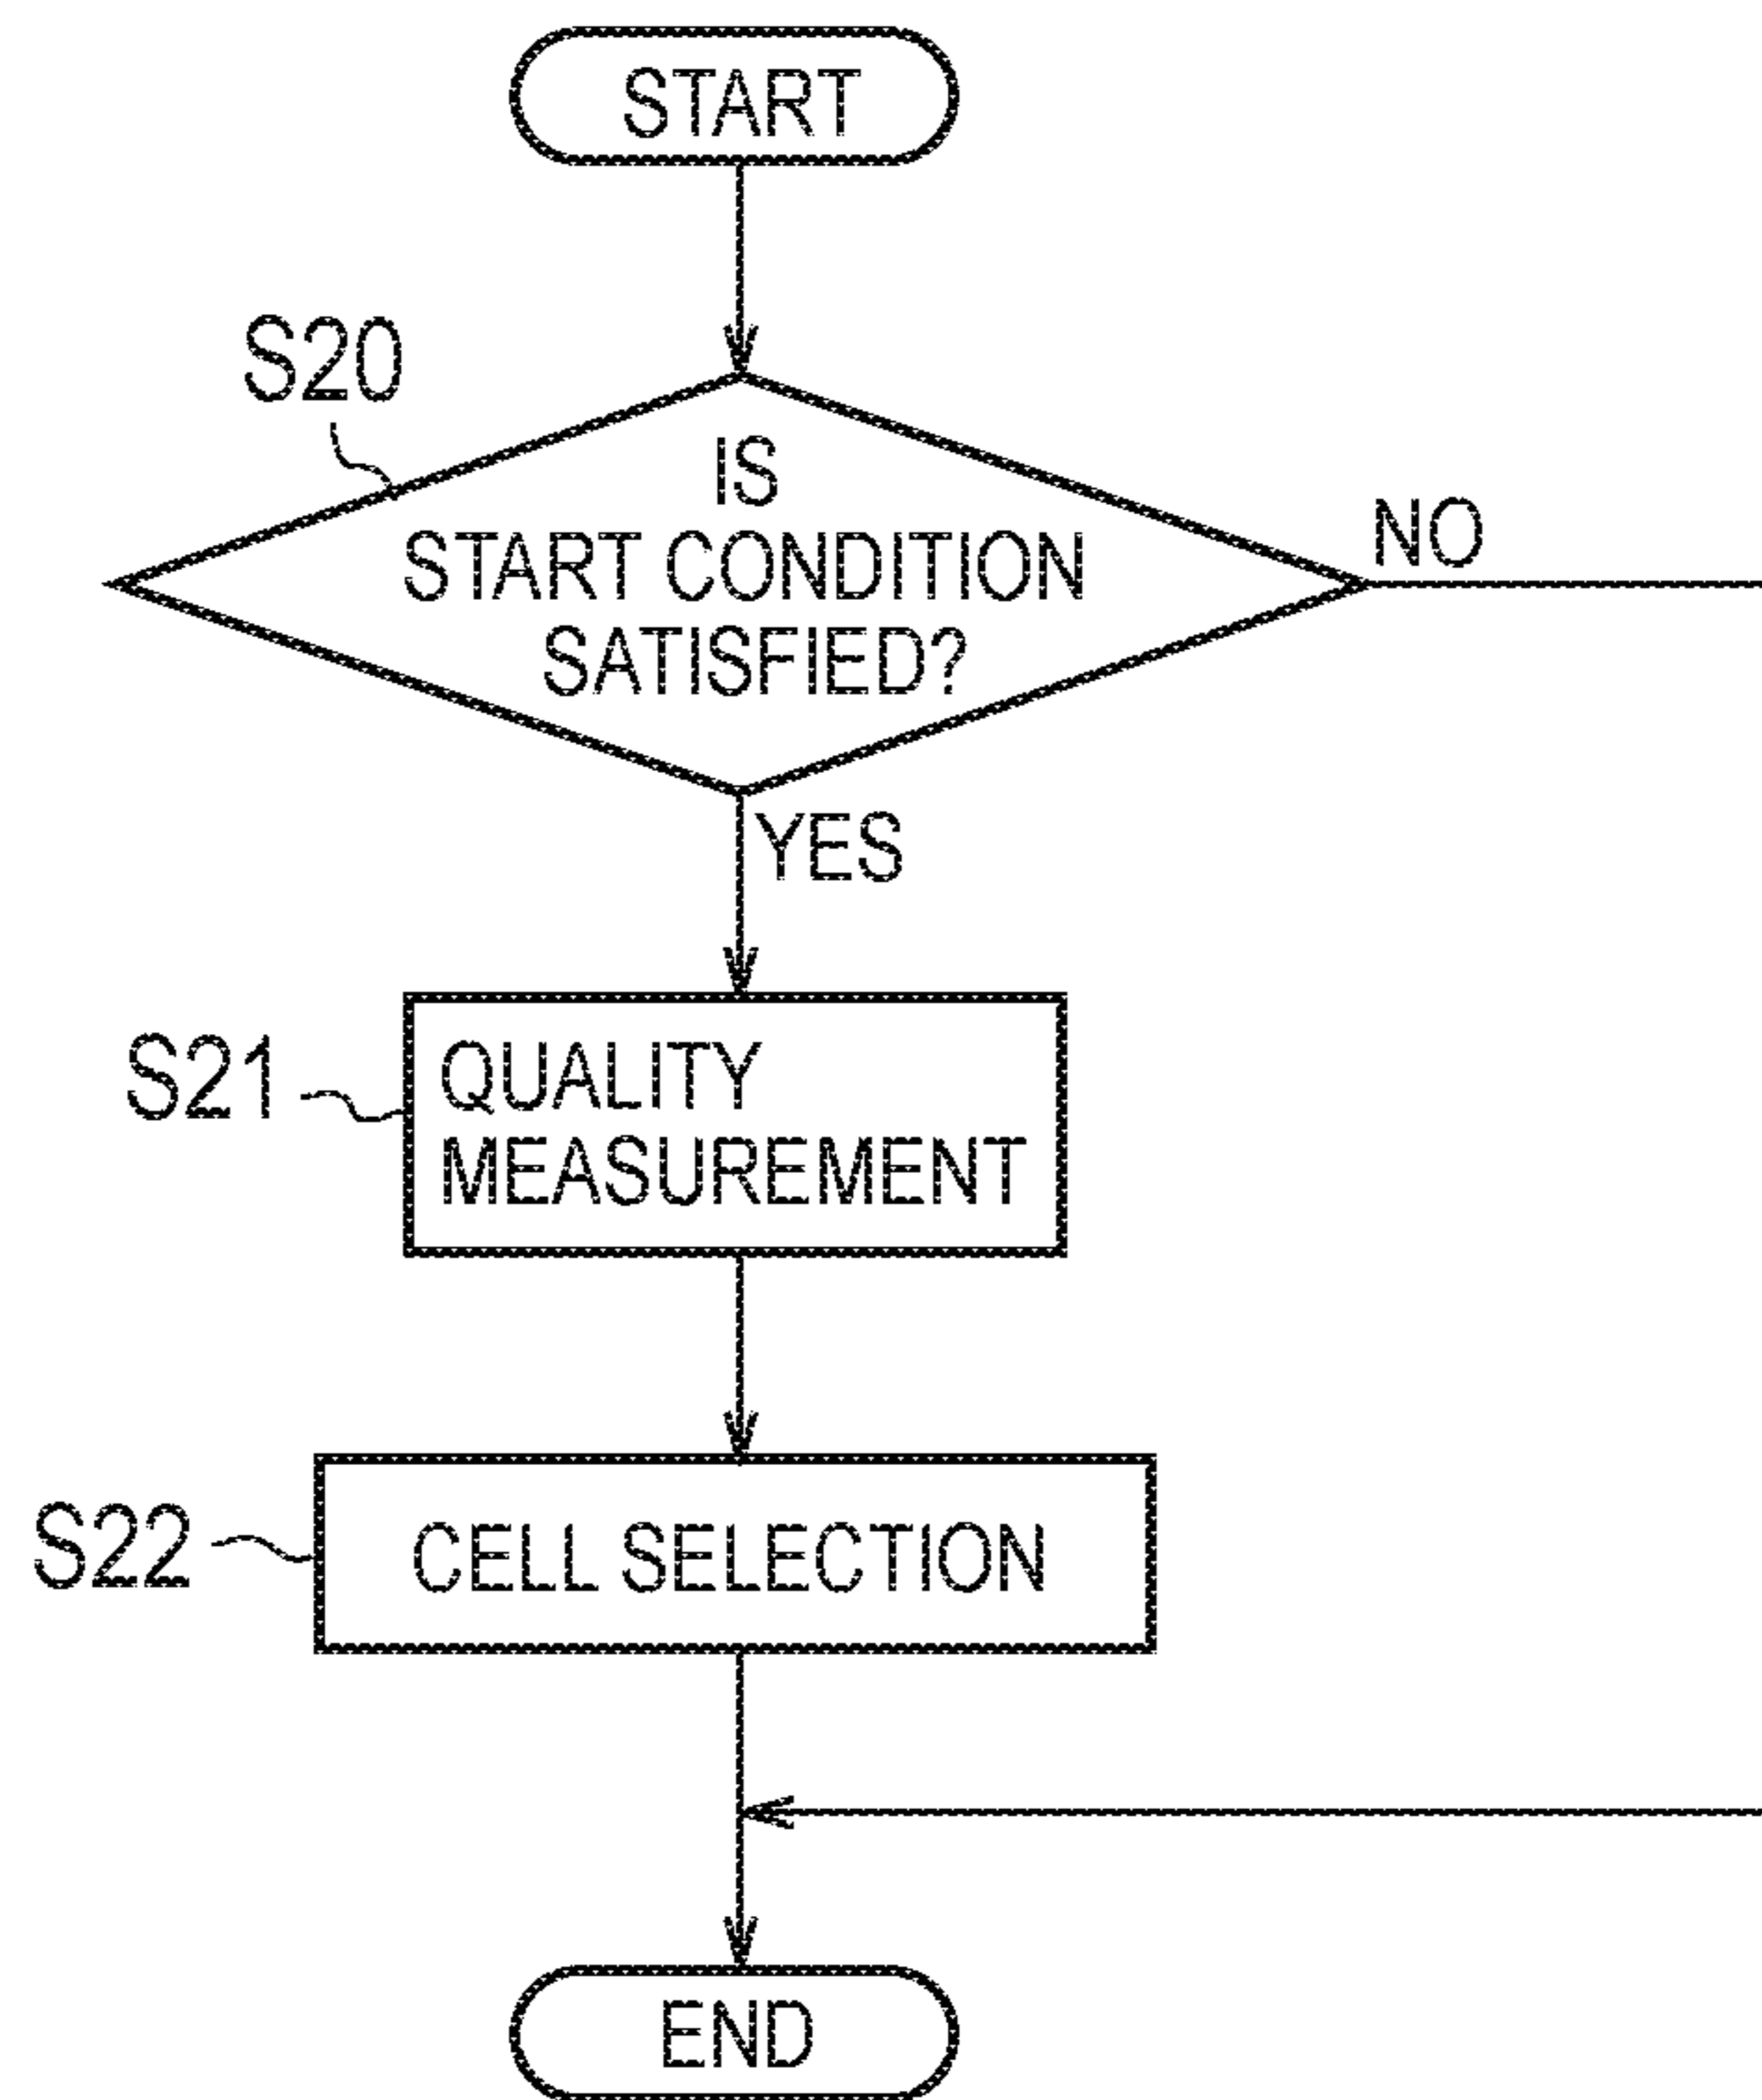 START
S20
IS
START CONDITION
SATISFIED?
NO
YES
S21
QUALITY
MEASUREMENT
S22
CELL SELECTION
END